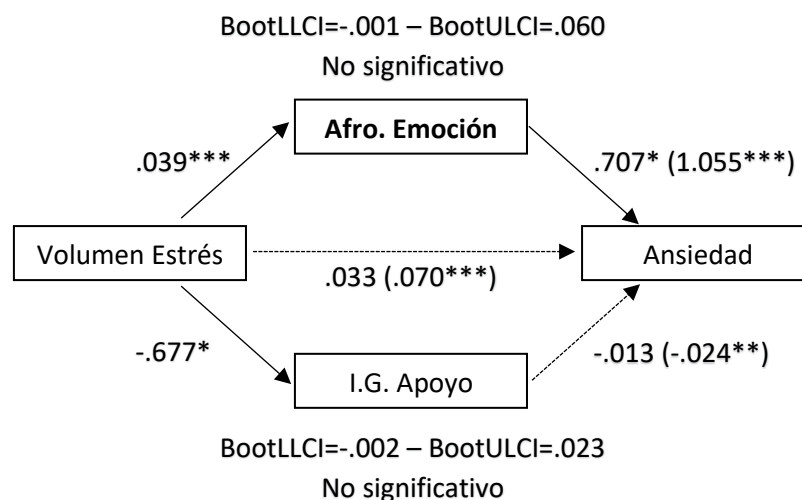 BootLLCI=-.001 – BootULCI=.060
No significativo
Afro. Emoción
.039***
.707* (1.055***)
Volumen Estrés
Ansiedad
.033 (.070***)
-.677*
-.013 (-.024**)
I.G. Apoyo
BootLLCI=-.002 – BootULCI=.023
No significativo